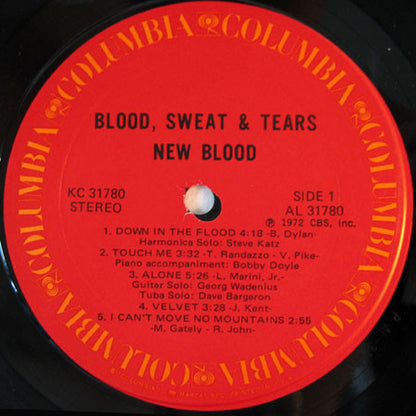 COLUMBIA COLUMBIA COLUMBIA COLUMBIA COLUMBIA COLUMBIA
BLOOD, SWEAT & TEARS
NEW BLOOD
KC 31780
STEREO
SIDE 1
AL 31780
℗ 1972 CBS, Inc.
1. DOWN IN THE FLOOD 4:18 -B. Dylan-
Harmonica Solo: Steve Katz
2. TOUCH ME 3:32 -T. Randazzo - V. Pike-
Piano accompaniment: Bobby Doyle
3. ALONE 5:26 -L. Marini, Jr.-
Guitar Solo: Georg Wadenius
Tuba Solo: Dave Bargeron
4. VELVET 3:28 -J. Kent-
5. I CAN'T MOVE NO MOUNTAINS 2:55
-M. Gately - R. John-